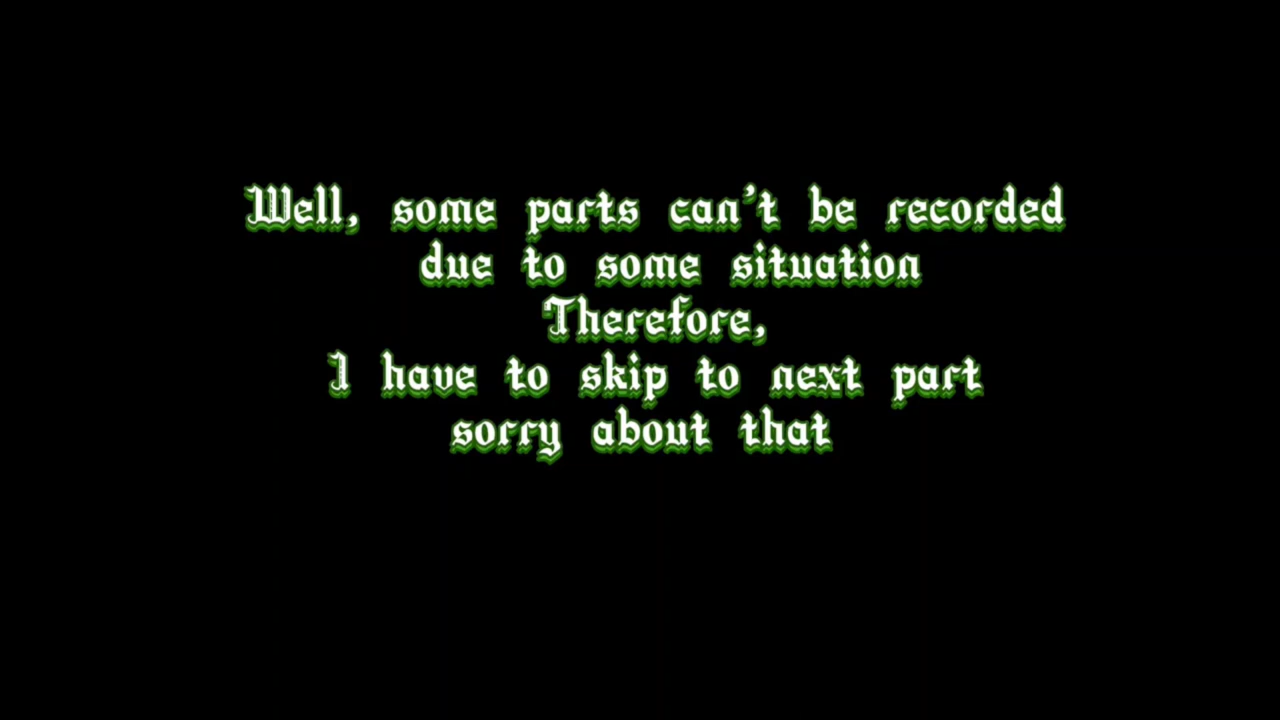 Well, some parts can't be recorded
due to some situation
Therefore,
I have to skip to next part
sorry about that